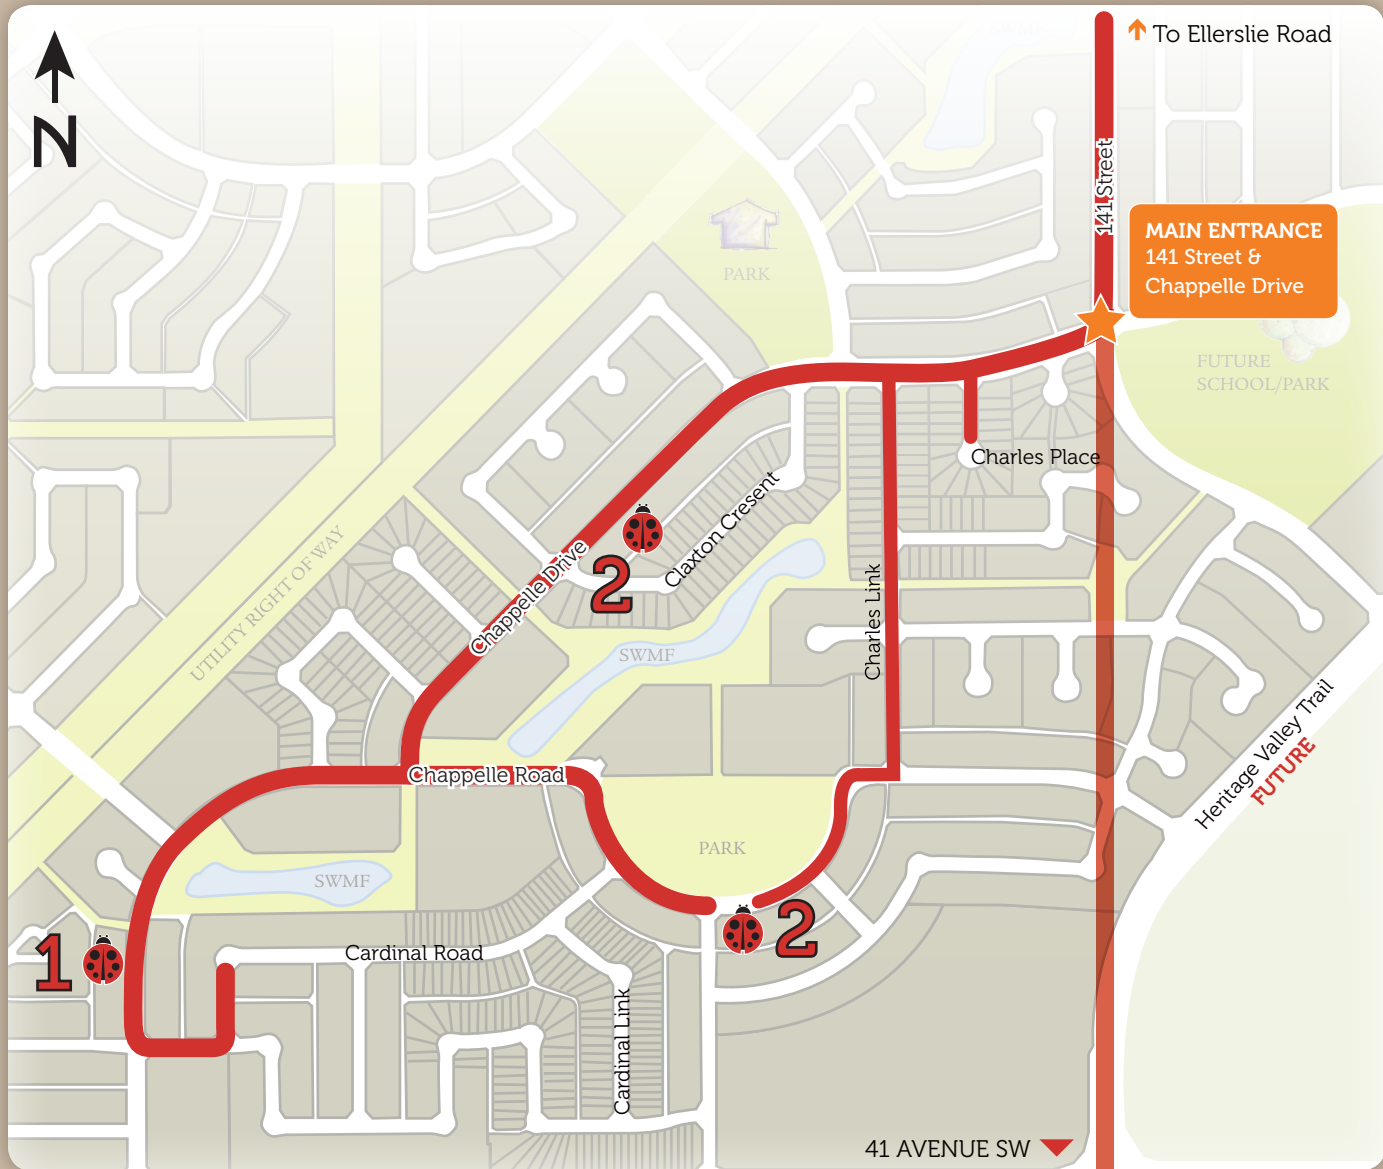 To Ellerslie Road
N
141 Street
MAIN ENTRANCE
141 Street &
Chappelle Drive
PARK
FUTURE
SCHOOL/PARK
Charles Place
Claxton Cresent
2
Chappelle Drive
UTILITY RIGHT OF WAY
Charles Link
SWMF
Heritage Valley Trail
FUTURE
Chappelle Road
PARK
SWMF
2
1
Cardinal Road
Cardinal Link
41 AVENUE SW